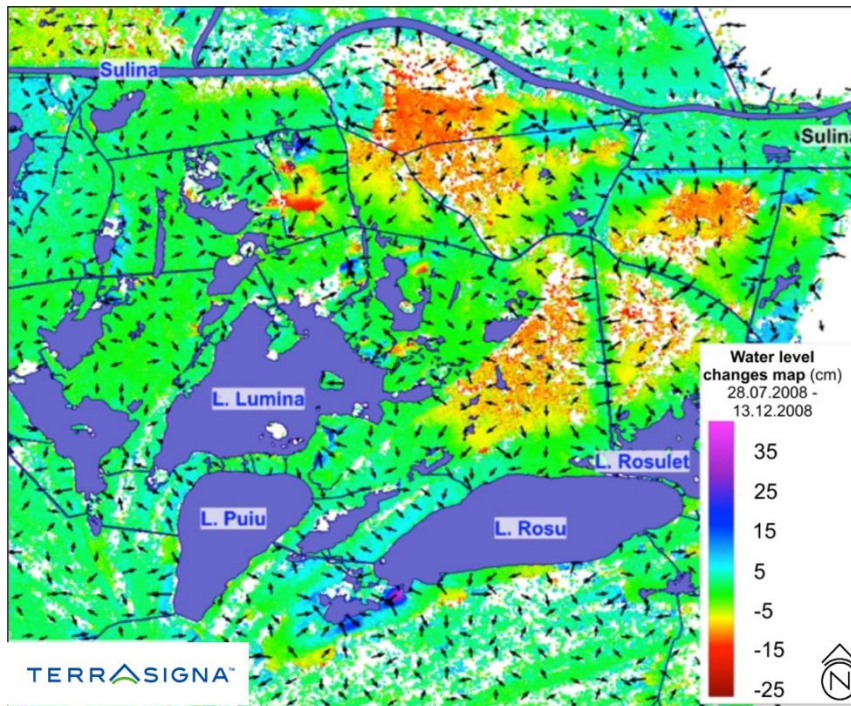 Sulina
Sulina
Water level
changes map (cm)
28.07.2008 -
13.12.2008
35
25
15
5
-5
-15
-25
L. Lumina
L. Rosulet
L. Puiu
L. Rosu
TERRASIGNA™
N